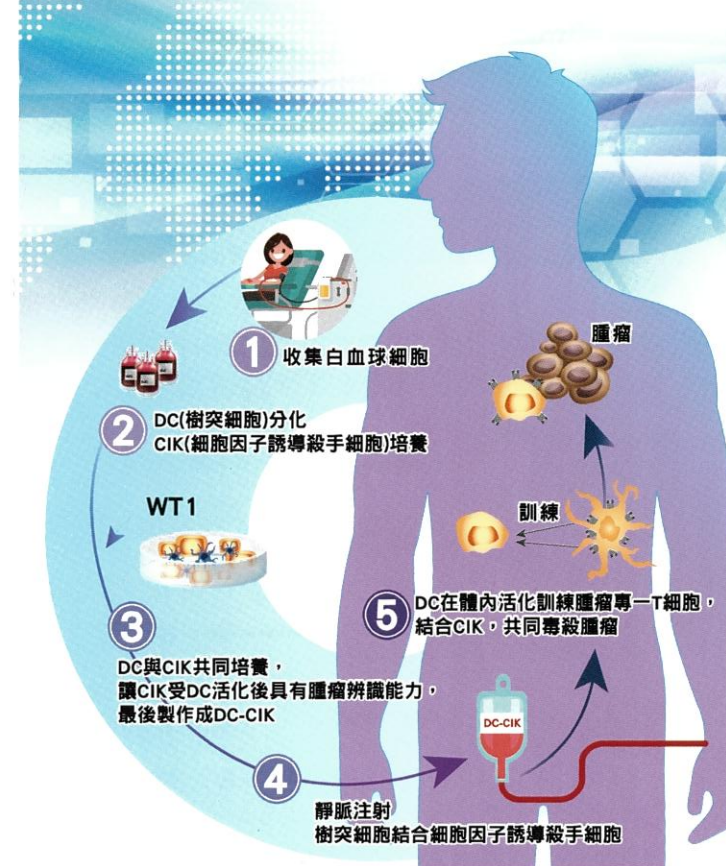 1
收集白血球細胞
2
DC(樹突細胞)分化
CIK(細胞因子誘導殺手細胞)培養
WT1
3
DC與CIK共同培養，
讓CIK受DC活化後具有腫瘤辨識能力，
最後製作成DC-CIK
4
靜脈注射
樹突細胞結合細胞因子誘導殺手細胞
DC-CIK
5
DC在體內活化訓練腫瘤專一T細胞，
結合CIK，共同毒殺腫瘤
訓練
腫瘤